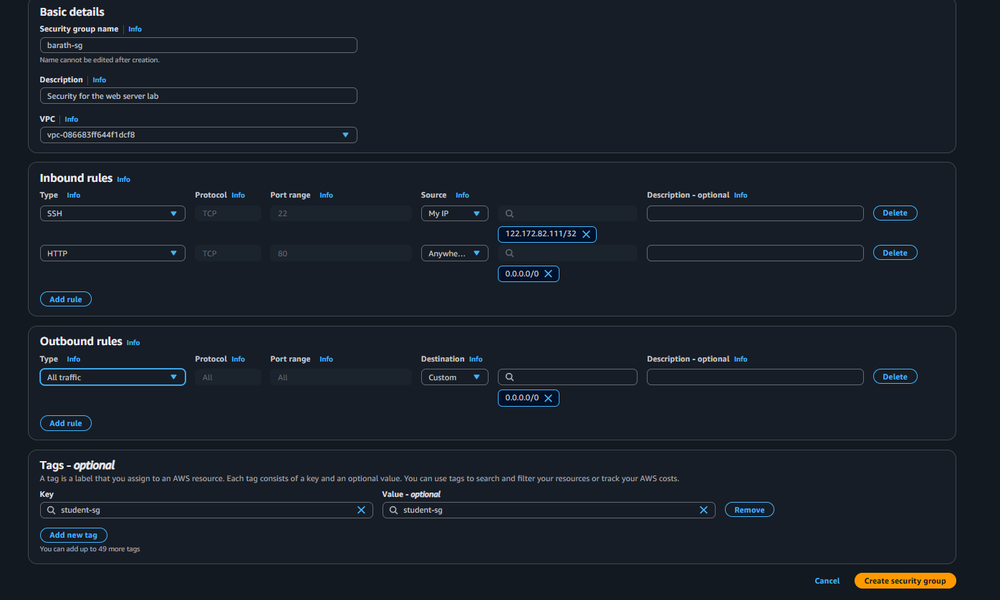 Basic details
Security group name Info
barath-sg
Name cannot be edited after creation.
Description Info
Security for the web server lab
VPC Info
vpc-086683ff644f1dcf8
Inbound rules Info
Type Info Protocol Info Port range Info Source Info Description - optional Info
SSH TCP 22 My IP Delete
122.172.82.111/32
HTTP TCP 80 Anywhe... Delete
0.0.0.0/0
Add rule
Outbound rules Info
Type Info Protocol Info Port range Info Destination Info Description - optional Info
All traffic All All Custom Delete
0.0.0.0/0
Add rule
Tags - optional
A tag is a label that you assign to an AWS resource. Each tag consists of a key and an optional value. You can use tags to search and filter your resources or track your AWS costs.
Key Value - optional
student-sg student-sg Remove
Add new tag
You can add up to 49 more tags
Cancel Create security group